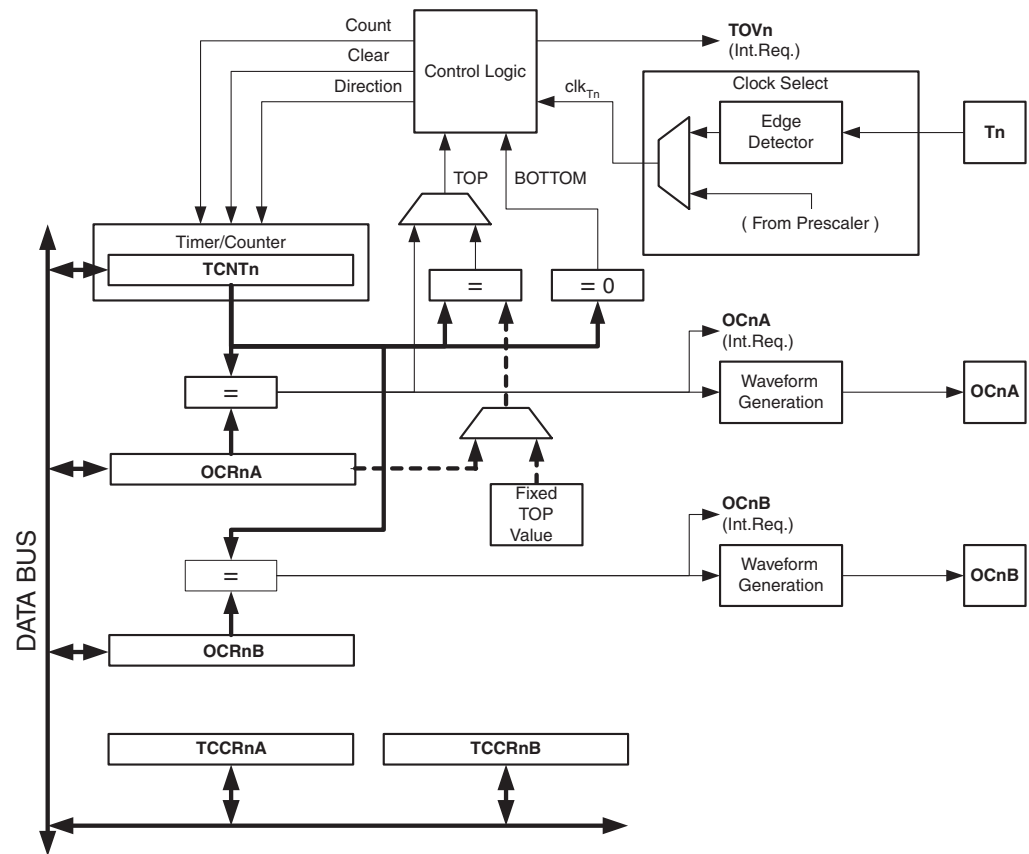 Count
Clear
Direction
Control Logic
TOVn
(Int.Req.)
clkTn
Clock Select
Edge
Detector
Tn
( From Prescaler )
TOP
BOTTOM
Timer/Counter
TCNTn
=
= 0
OCnA
(Int.Req.)
=
Waveform
Generation
OCnA
OCRnA
Fixed
TOP
Value
OCnB
(Int.Req.)
=
Waveform
Generation
OCnB
OCRnB
DATA BUS
TCCRnA
TCCRnB